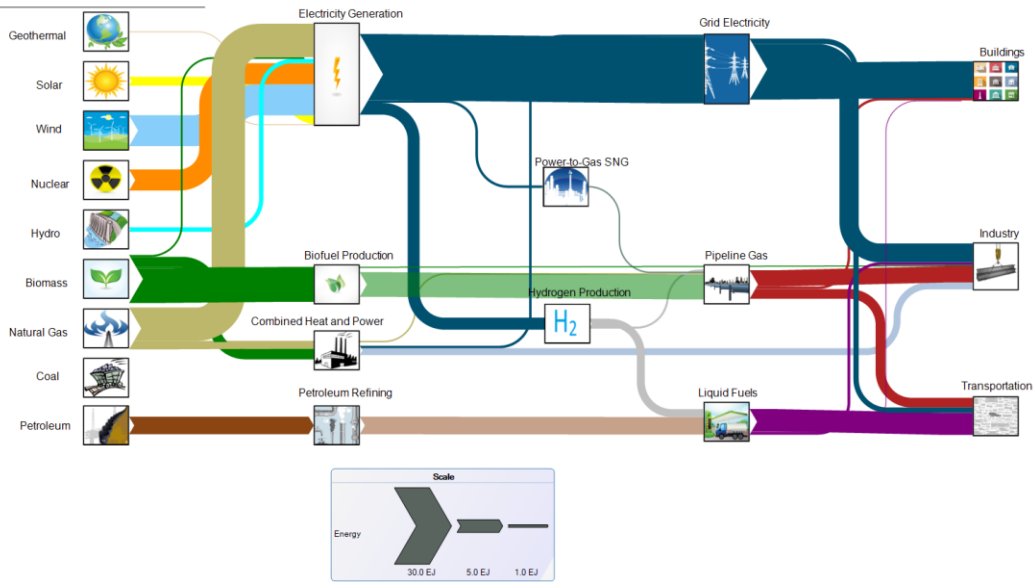 Electricity Generation
Grid Electricity
Geothermal
Buildings
Solar
Wind
Power-to-Gas SNG
Nuclear
Hydro
Industry
Biofuel Production
Pipeline Gas
Biomass
Hydrogen Production
H2
Combined Heat and Power
Natural Gas
Coal
Petroleum Refining
Liquid Fuels
Transportation
Petroleum
Scale
Energy
30.0 EJ
5.0 EJ
1.0 EJ